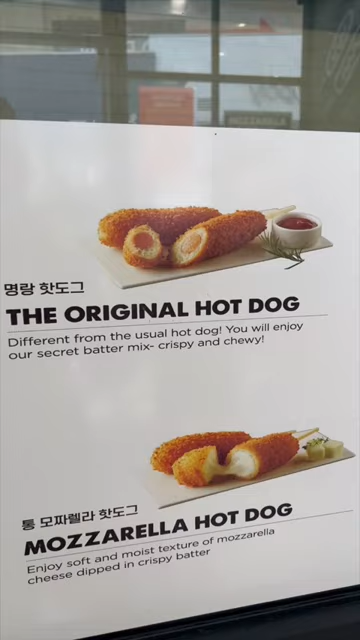 MOZZARELLA
명랑 핫도그
THE ORIGINAL HOT DOG
Different from the usual hot dog! You will enjoy
our secret batter mix- crispy and chewy!
통 모짜렐라 핫도그
MOZZARELLA HOT DOG
Enjoy soft and moist texture of mozzarella
cheese dipped in crispy batter